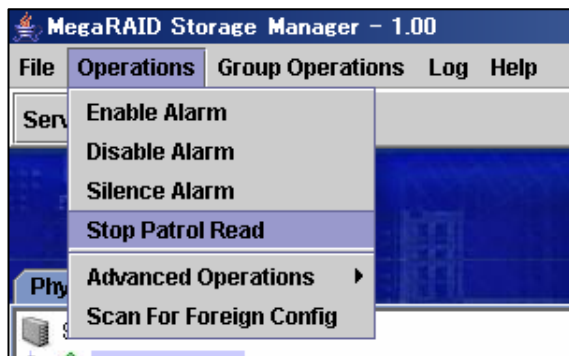 MegaRAID Storage Manager - 1.00
File Operations Group Operations Log Help
Enable Alarm
Disable Alarm
Silence Alarm
Stop Patrol Read
Advanced Operations
Scan For Foreign Config